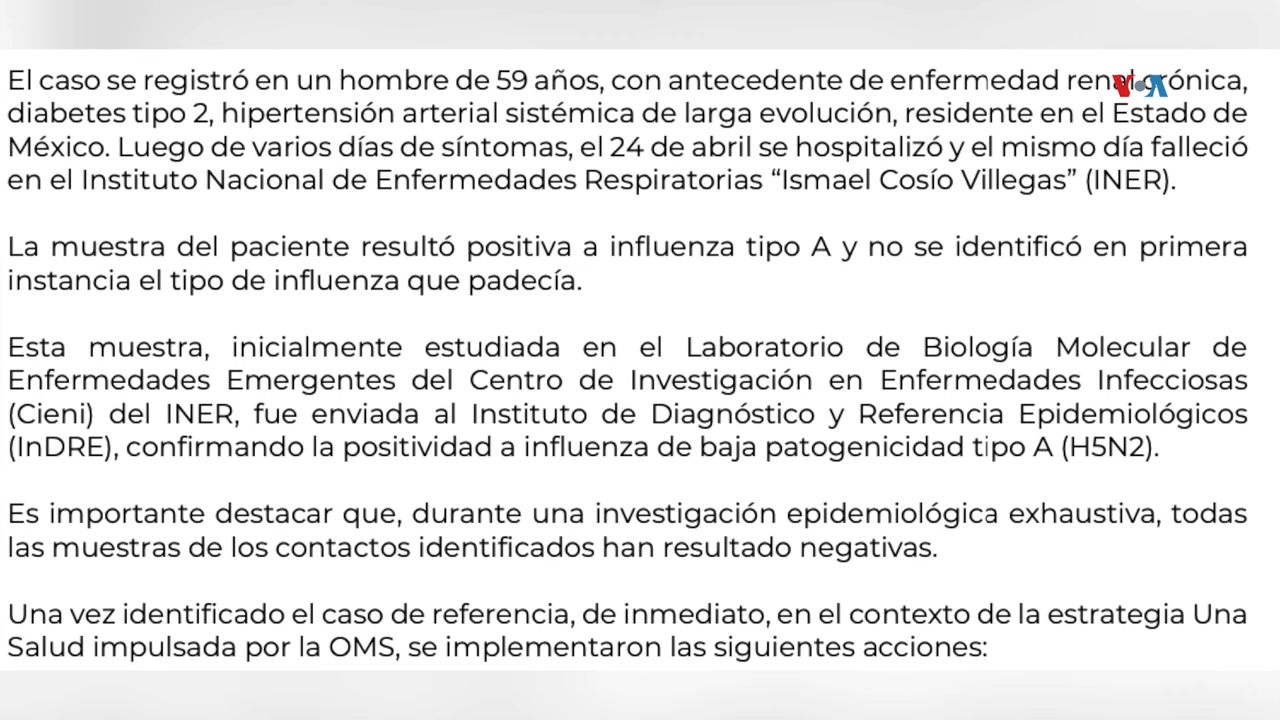 El caso se registró en un hombre de 59 años, con antecedente de enfermedad renal crónica,
diabetes tipo 2, hipertensión arterial sistémica de larga evolución, residente en el Estado de
México. Luego de varios días de síntomas, el 24 de abril se hospitalizó y el mismo día falleció
en el Instituto Nacional de Enfermedades Respiratorias “Ismael Cosío Villegas” (INER).
La muestra del paciente resultó positiva a influenza tipo A y no se identificó en primera
instancia el tipo de influenza que padecía.
Esta muestra, inicialmente estudiada en el Laboratorio de Biología Molecular de
Enfermedades Emergentes del Centro de Investigación en Enfermedades Infecciosas
(Cieni) del INER, fue enviada al Instituto de Diagnóstico y Referencia Epidemiológicos
(InDRE), confirmando la positividad a influenza de baja patogenicidad tipo A (H5N2).
Es importante destacar que, durante una investigación epidemiológica exhaustiva, todas
las muestras de los contactos identificados han resultado negativas.
Una vez identificado el caso de referencia, de inmediato, en el contexto de la estrategia Una
Salud impulsada por la OMS, se implementaron las siguientes acciones:
VOA